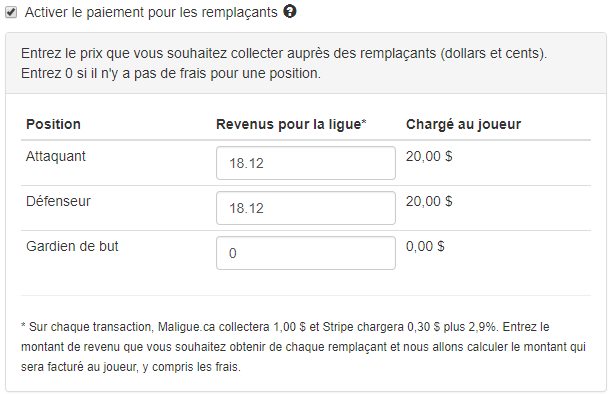 Activer le paiement pour les remplaçants ?
Entrez le prix que vous souhaitez collecter auprès des remplaçants (dollars et cents).
Entrez 0 si il n'y a pas de frais pour une position.
Position Revenus pour la ligue* Chargé au joueur
Attaquant 18.12 20,00 $
Défenseur 18.12 20,00 $
Gardien de but 0 0,00 $
* Sur chaque transaction, Maligue.ca collectera 1,00 $ et Stripe chargera 0,30 $ plus 2,9%. Entrez le
montant de revenu que vous souhaitez obtenir de chaque remplaçant et nous allons calculer le montant qui
sera facturé au joueur, y compris les frais.